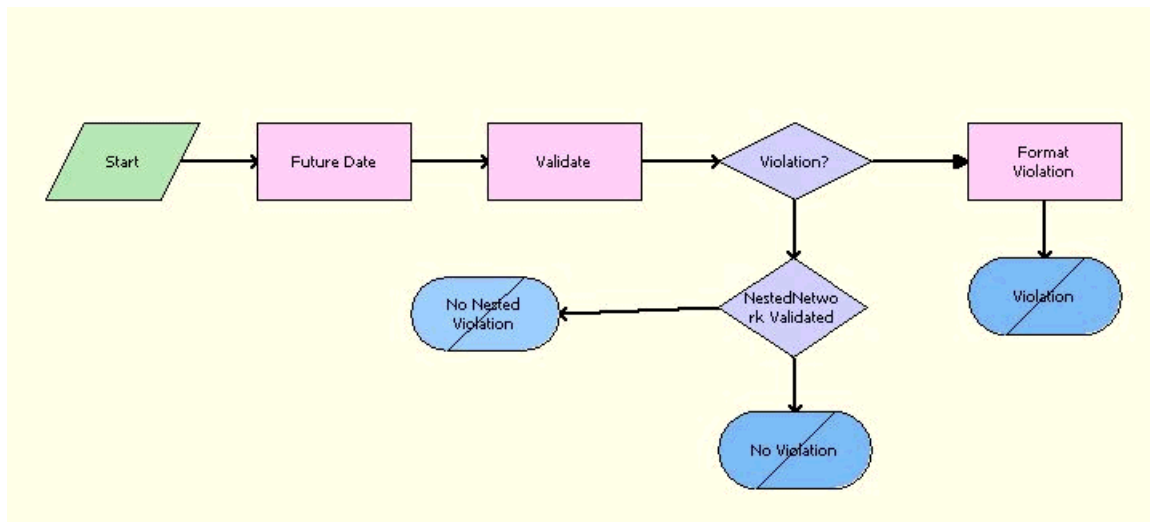 Start
Future Date
Validate
Violation?
Format
Violation
No Nested
Violation
NestedNetwo
rk Validated
Violation
No Violation